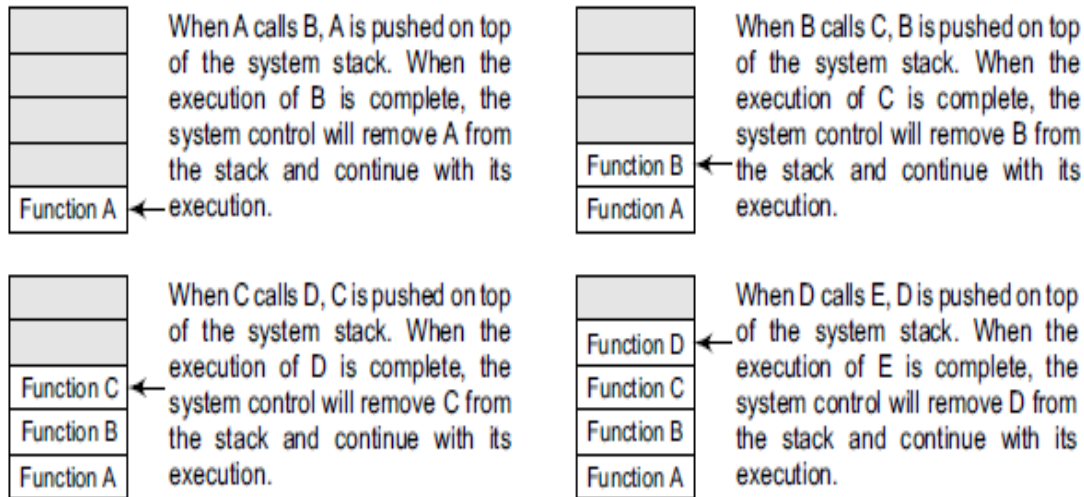 When A calls B, A is pushed on top
of the system stack. When the
execution of B is complete, the
system control will remove A from
the stack and continue with its
execution.
Function A
When B calls C, B is pushed on top
of the system stack. When the
execution of C is complete, the
system control will remove B from
the stack and continue with its
execution.
Function B
Function A
When C calls D, C is pushed on top
of the system stack. When the
execution of D is complete, the
system control will remove C from
the stack and continue with its
execution.
Function C
Function B
Function A
When D calls E, D is pushed on top
of the system stack. When the
execution of E is complete, the
system control will remove D from
the stack and continue with its
execution.
Function D
Function C
Function B
Function A